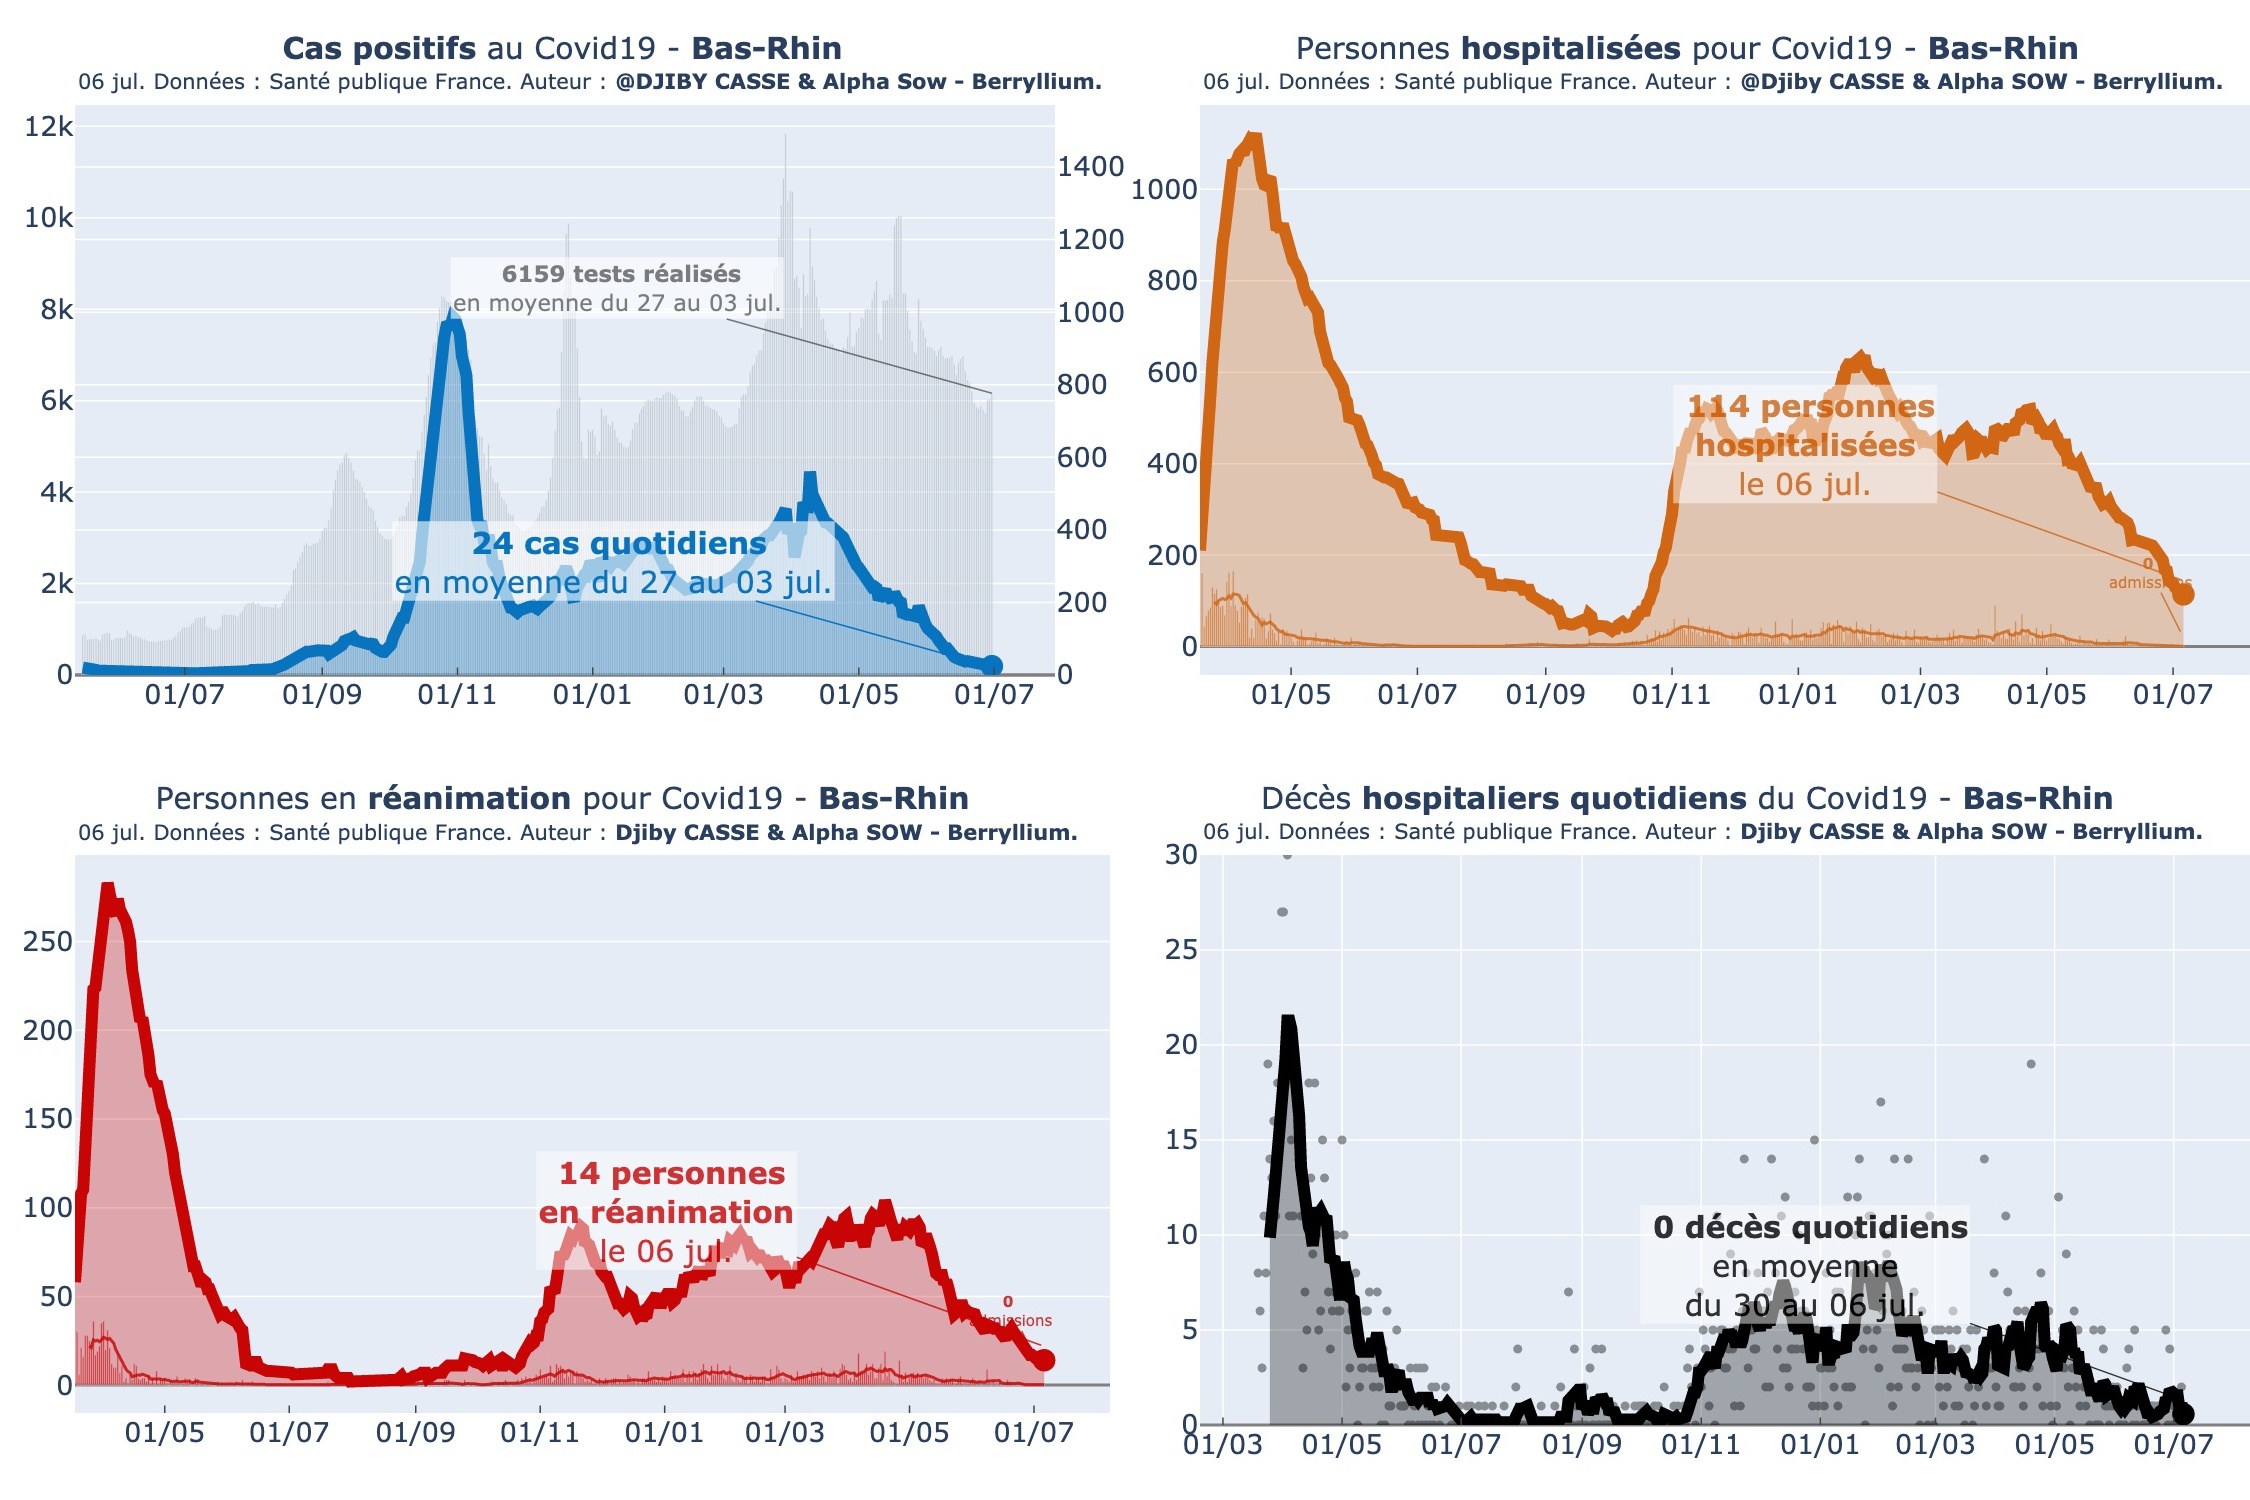 Cas positifs au Covid19 - Bas-Rhin
06 jul. Données : Santé publique France. Auteur : @DJIBY CASSE & Alpha Sow - Berryllium.
12k
10k
8k
6k
4k
2k
0
1400
1200
1000
800
600
400
200
0
6159 tests réalisés
en moyenne du 27 au 03 jul.
24 cas quotidiens
en moyenne du 27 au 03 jul.
01/07 01/09 01/11 01/01 01/03 01/05 01/07
Personnes hospitalisées pour Covid19 - Bas-Rhin
06 jul. Données : Santé publique France. Auteur : @Djiby CASSE & Alpha SOW - Berryllium.
1000
800
600
400
200
0
114 personnes
hospitalisées
le 06 jul.
0
admissions
01/05 01/07 01/09 01/11 01/01 01/03 01/05 01/07
Personnes en réanimation pour Covid19 - Bas-Rhin
06 jul. Données : Santé publique France. Auteur : Djiby CASSE & Alpha SOW - Berryllium.
250
200
150
100
50
0
14 personnes
en réanimation
le 06 jul.
0
admissions
01/05 01/07 01/09 01/11 01/01 01/03 01/05 01/07
Décès hospitaliers quotidiens du Covid19 - Bas-Rhin
06 jul. Données : Santé publique France. Auteur : Djiby CASSE & Alpha SOW - Berryllium.
30
25
20
15
10
5
0
0 décès quotidiens
en moyenne
du 30 au 06 jul.
01/03 01/05 01/07 01/09 01/11 01/01 01/03 01/05 01/07